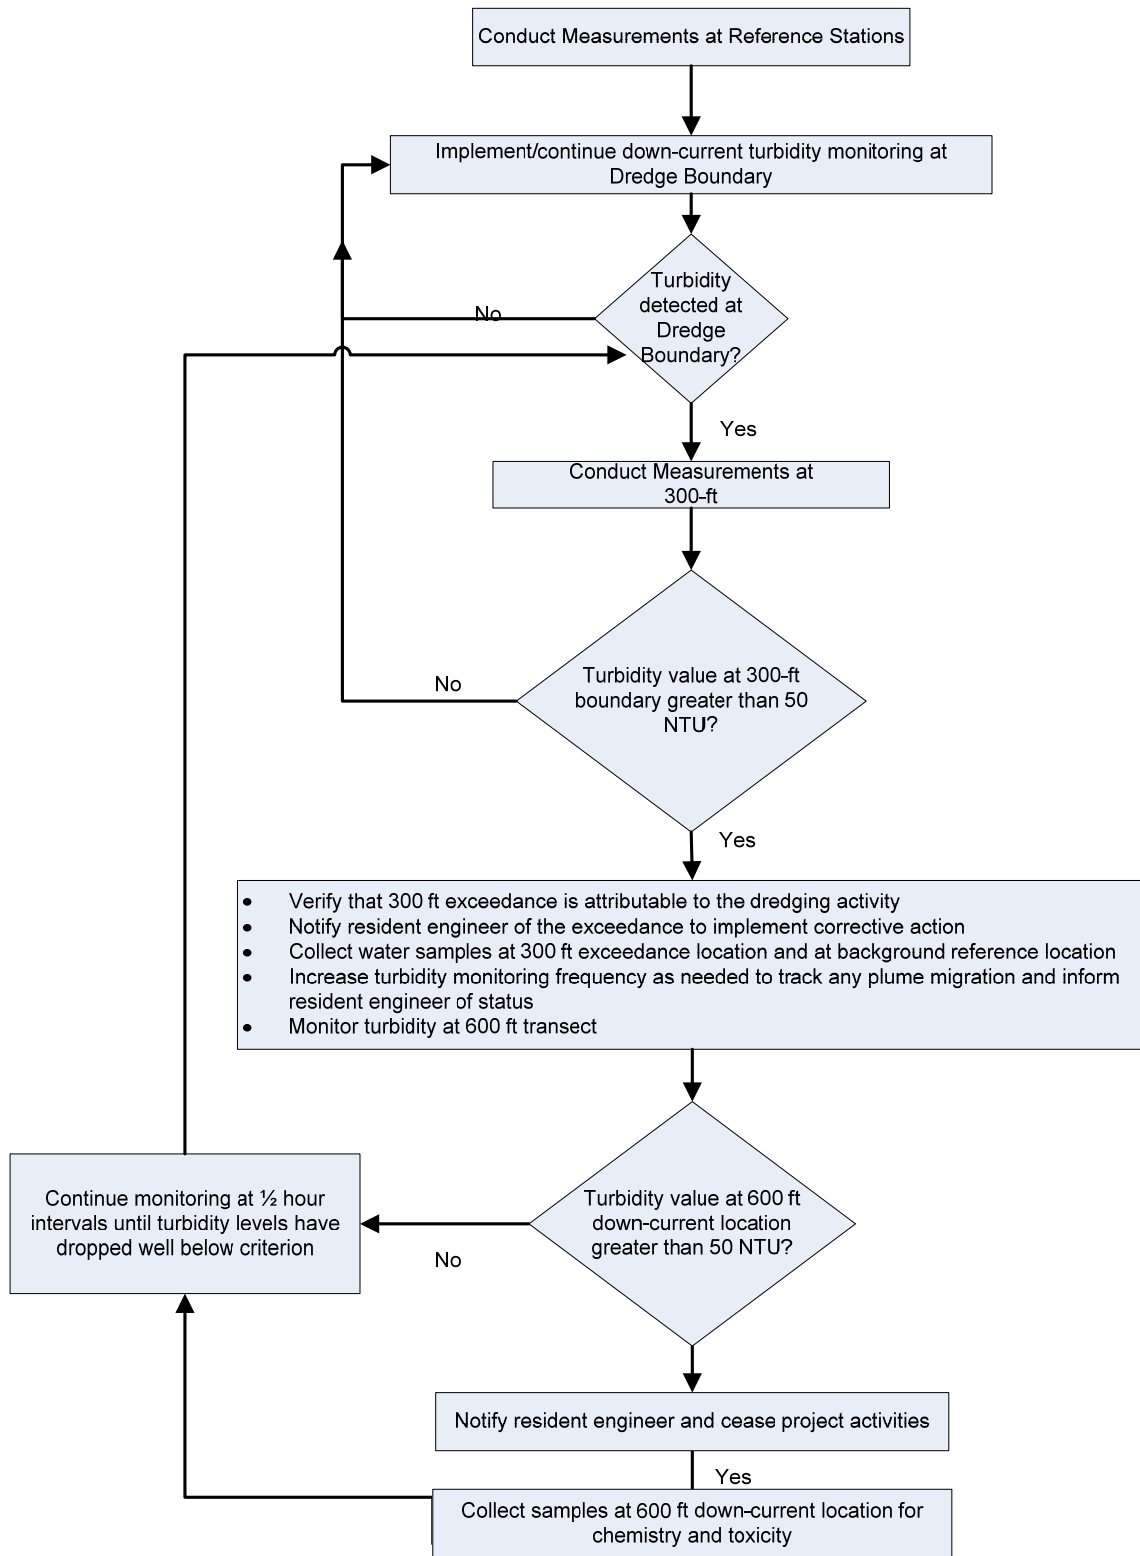 Conduct Measurements at Reference Stations
Implement/continue down-current turbidity monitoring at
Dredge Boundary
Turbidity
detected at
Dredge
Boundary?
No
Yes
Conduct Measurements at
300-ft
Turbidity value at 300-ft
boundary greater than 50
NTU?
No
Yes
• Verify that 300 ft exceedance is attributable to the dredging activity
• Notify resident engineer of the exceedance to implement corrective action
• Collect water samples at 300 ft exceedance location and at background reference location
• Increase turbidity monitoring frequency as needed to track any plume migration and inform
resident engineer of status
• Monitor turbidity at 600 ft transect
Turbidity value at 600 ft
down-current location
greater than 50 NTU?
No
Continue monitoring at ½ hour
intervals until turbidity levels have
dropped well below criterion
Notify resident engineer and cease project activities
Yes
Collect samples at 600 ft down-current location for
chemistry and toxicity